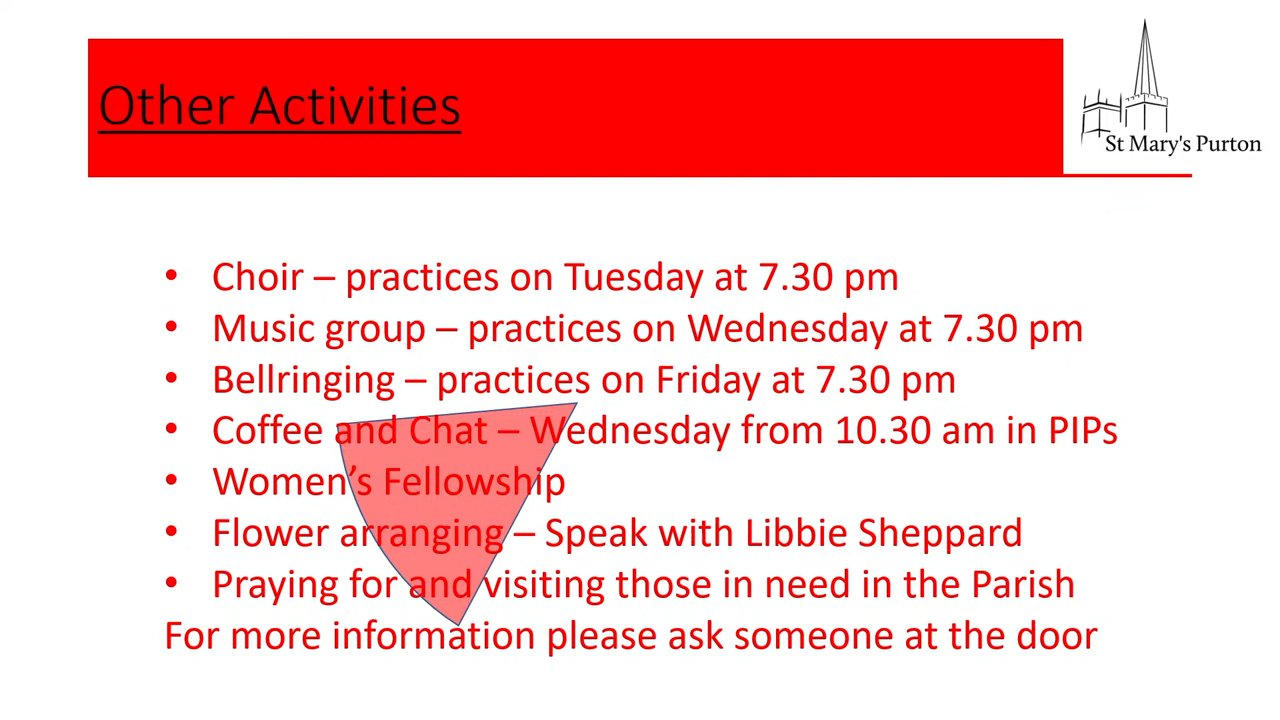 Other Activities
St Mary's Purton
• Choir – practices on Tuesday at 7.30 pm
• Music group – practices on Wednesday at 7.30 pm
• Bellringing – practices on Friday at 7.30 pm
• Coffee and Chat – Wednesday from 10.30 am in PIPs
• Women’s Fellowship
• Flower arranging – Speak with Libbie Sheppard
• Praying for and visiting those in need in the Parish
For more information please ask someone at the door